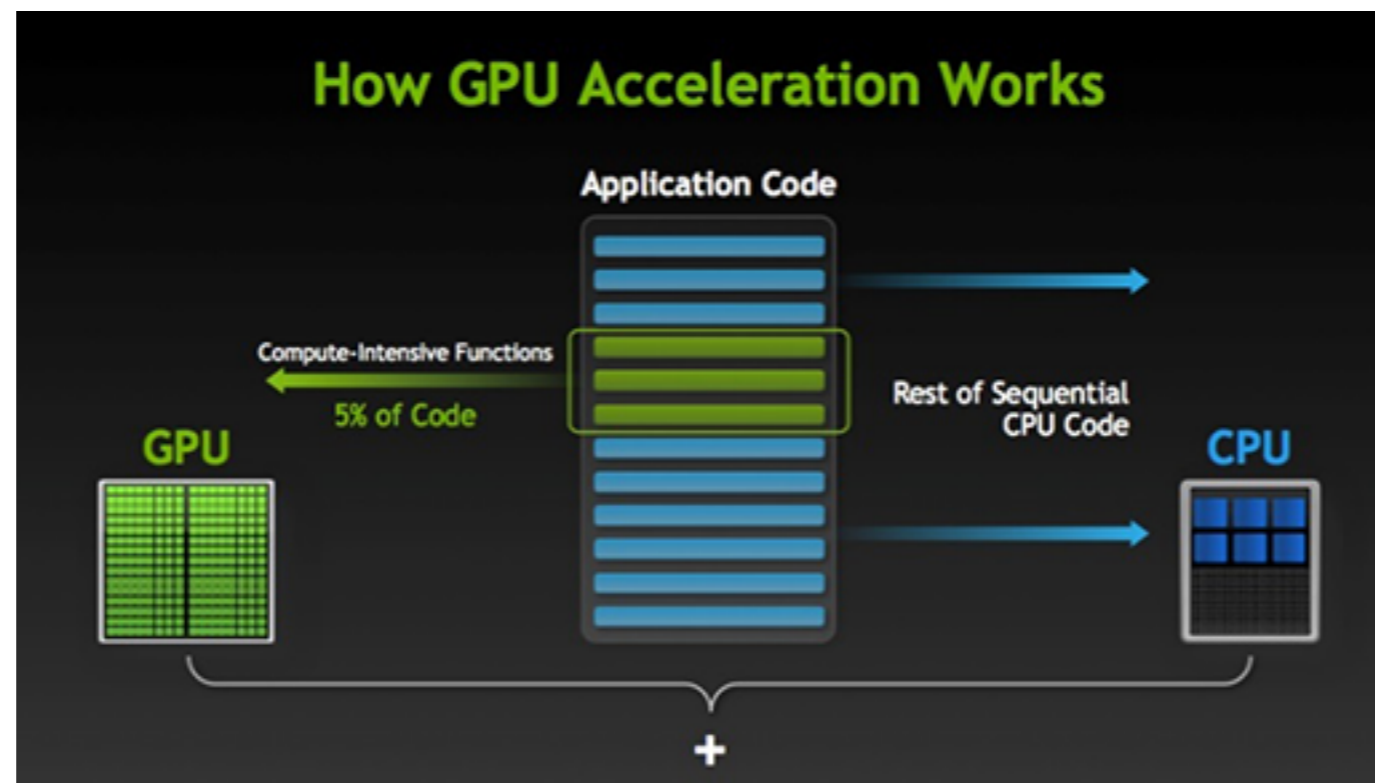 How GPU Acceleration Works
Application Code
Compute-Intensive Functions
5% of Code
Rest of Sequential
CPU Code
GPU
CPU
+